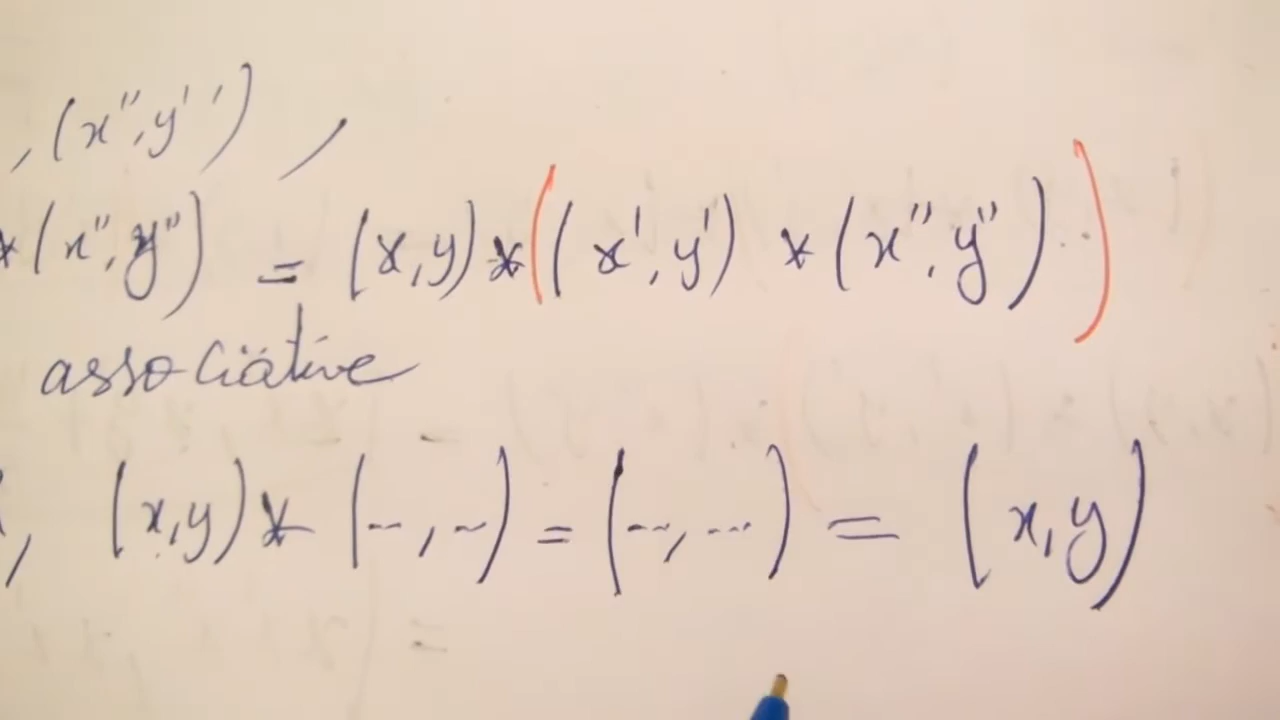 , (x'',y'') ,
* (x'',y'') = (x,y) * ((x',y') * (x'',y''))
associative
, (x,y) * (--,--) = (--,---) = (x,y)